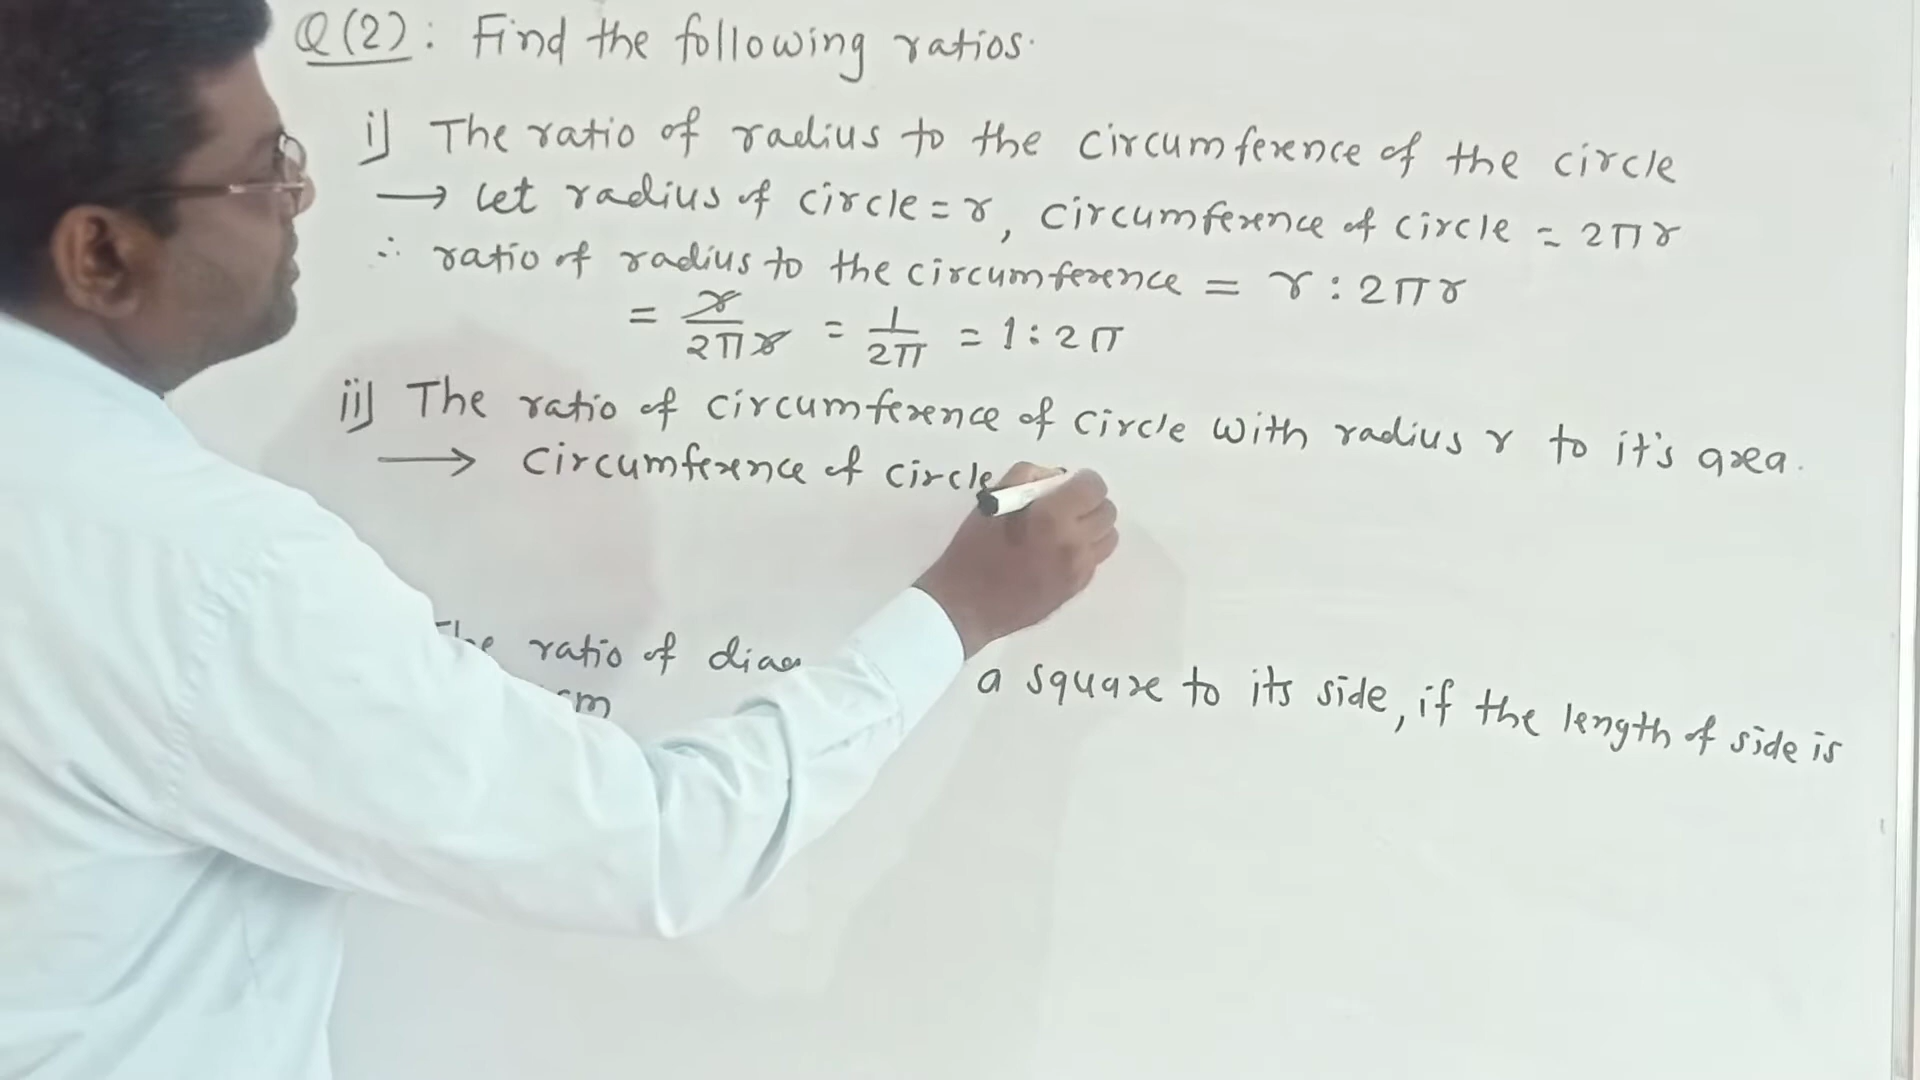 Q(2): Find the following ratios.
i) The ratio of radius to the circumference of the circle
→ Let radius of circle = r, circumference of circle = 2πr
∴ ratio of radius to the circumference = r : 2πr
= r/2πr = 1/2π = 1 : 2π
ii) The ratio of circumference of circle with radius r to it's area.
→ circumference of circle
The ratio of a square to its side, if the length of side is
cm